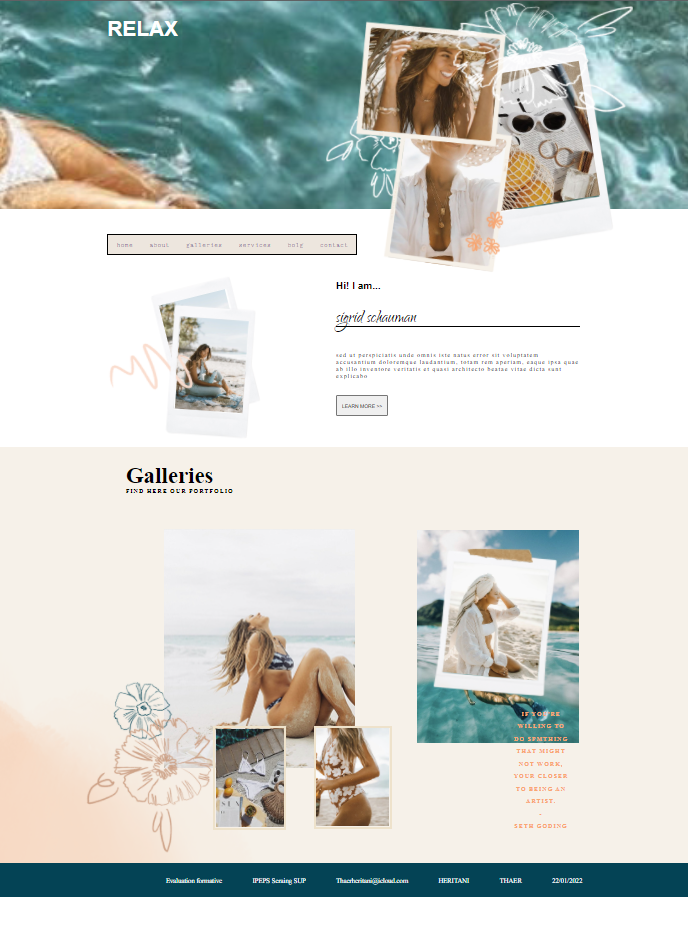 RELAX
home about galleries services bolg contact
Hi! I am...
sigrid schauman
sed ut perspiciatis unde omnis iste natus error sit voluptatem
accusantium doloremque laudantium, totam rem aperiam, eaque ipsa quae
ab illo inventore veritatis et quasi architecto beatae vitae dicta sunt
explicabo
LEARN MORE >>
Galleries
FIND HERE OUR PORTFOLIO
IF YOU'RE
WILLING TO
DO SPMTHING
THAT MIGHT
NOT WORK,
YOUR CLOSER
TO BEING AN
ARTIST.
-
SETH GODING
Evaluation formative IPEPS Seraing SUP Thaerheritani@icloud.com HERITANI THAER 22/01/2022